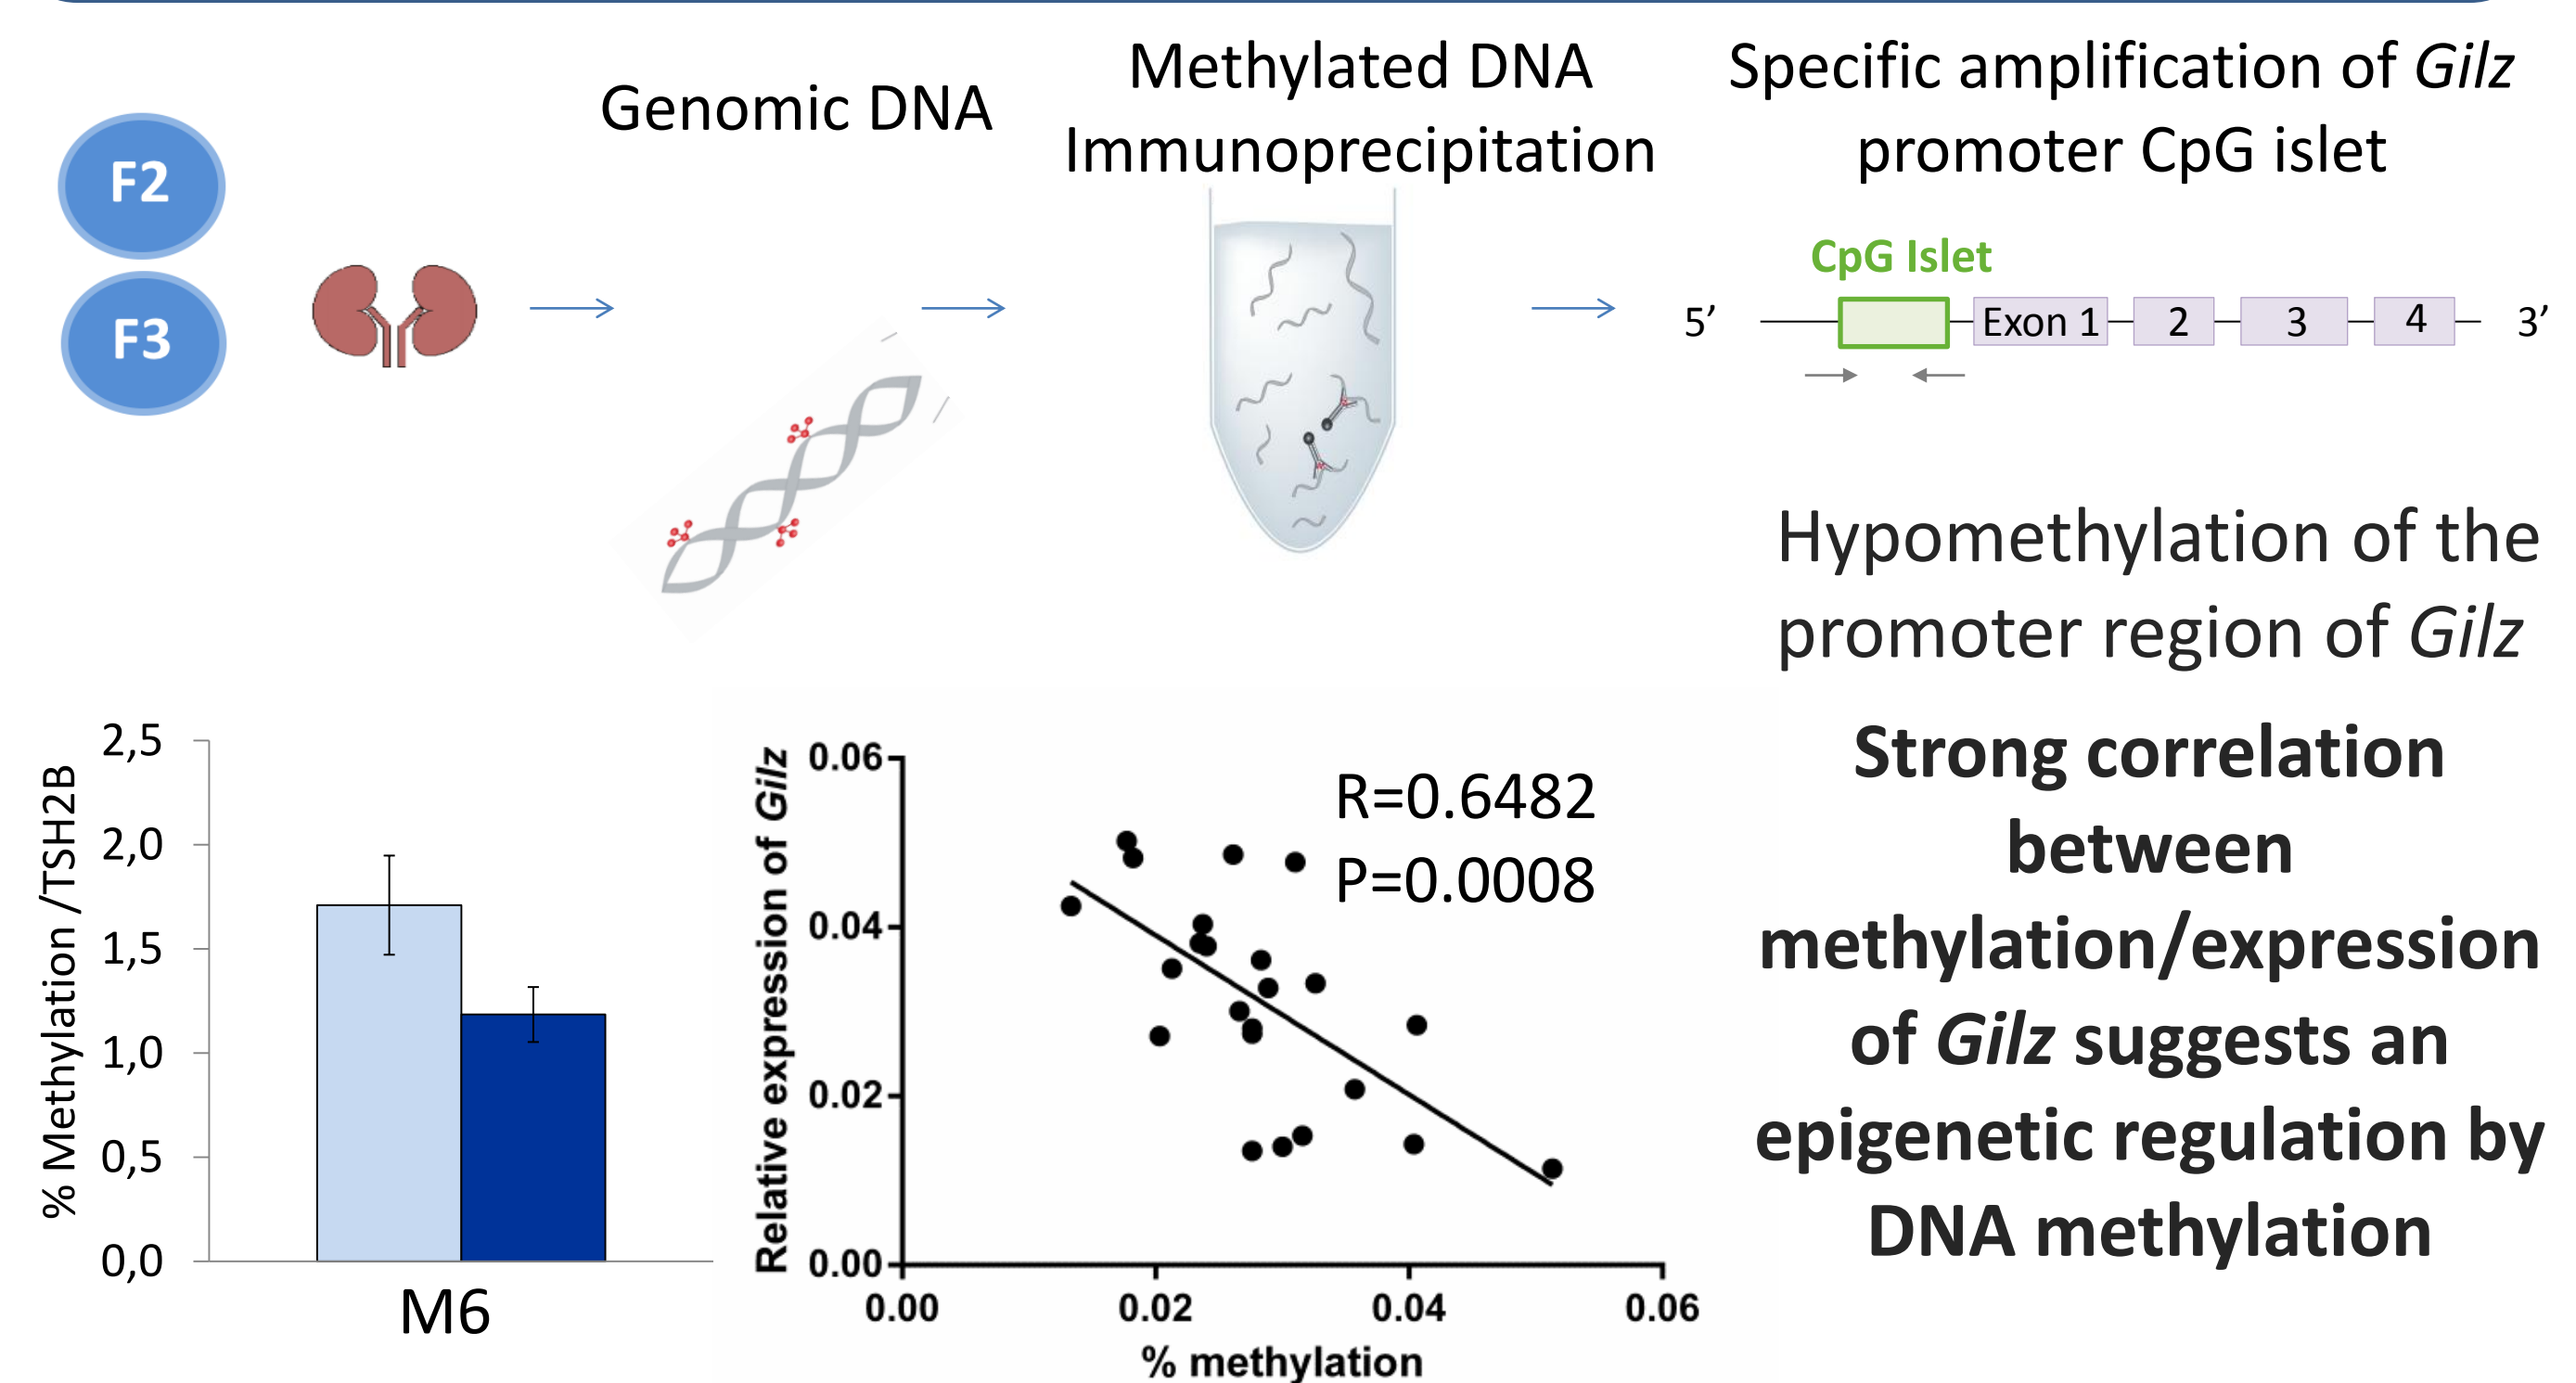 F2
F3
Genomic DNA
Methylated DNA
Immunoprecipitation
Specific amplification of Gilz
promoter CpG islet
CpG Islet
5’
Exon 1
2
3
4
3’
Hypomethylation of the
promoter region of Gilz
% Methylation /TSH2B
2,5
2,0
1,5
1,0
0,5
0,0
M6
Relative expression of Gilz
0.06
0.04
0.02
0.00
R=0.6482
P=0.0008
0.00
0.02
0.04
0.06
% methylation
Strong correlation
between
methylation/expression
of Gilz suggests an
epigenetic regulation by
DNA methylation